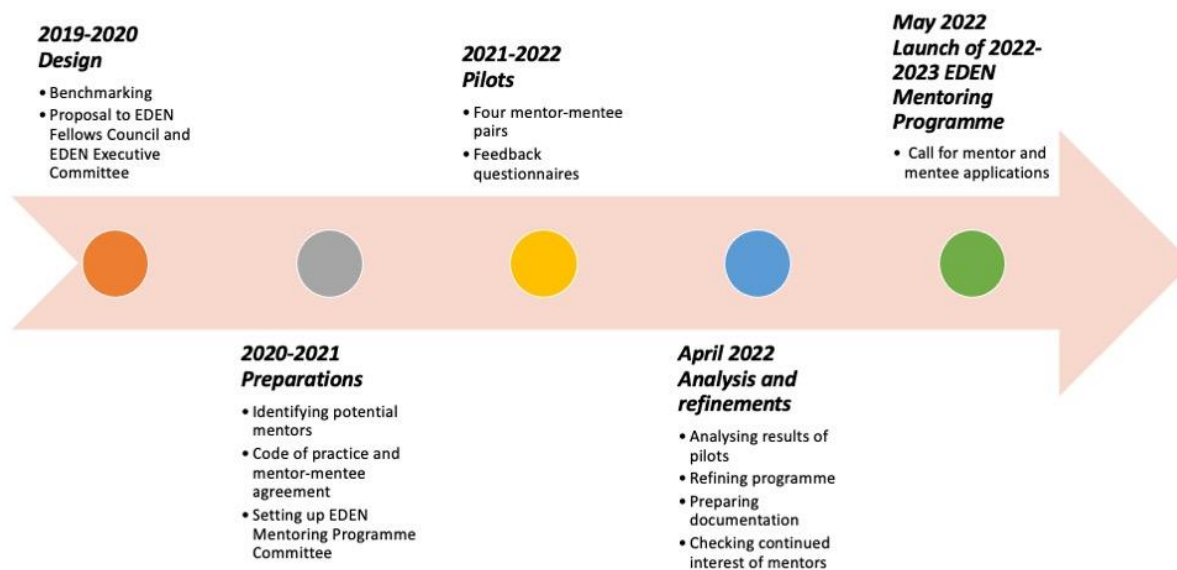 2019-2020
Design
• Benchmarking
• Proposal to EDEN
Fellows Council and
EDEN Executive
Committee
2020-2021
Preparations
• Identifying potential
mentors
• Code of practice and
mentor-mentee
agreement
• Setting up EDEN
Mentoring Programme
Committee
2021-2022
Pilots
• Four mentor-mentee
pairs
• Feedback
questionnaires
April 2022
Analysis and
refinements
• Analysing results of
pilots
• Refining programme
• Preparing
documentation
• Checking continued
interest of mentors
May 2022
Launch of 2022-
2023 EDEN
Mentoring
Programme
• Call for mentor and
mentee applications